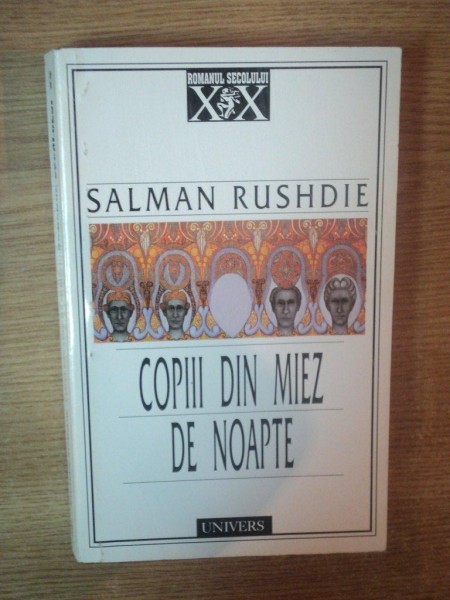 ROMANUL SECOLULUI
XX
SALMAN RUSHDIE
COPIII DIN MIEZ
DE NOAPTE
UNIVERS